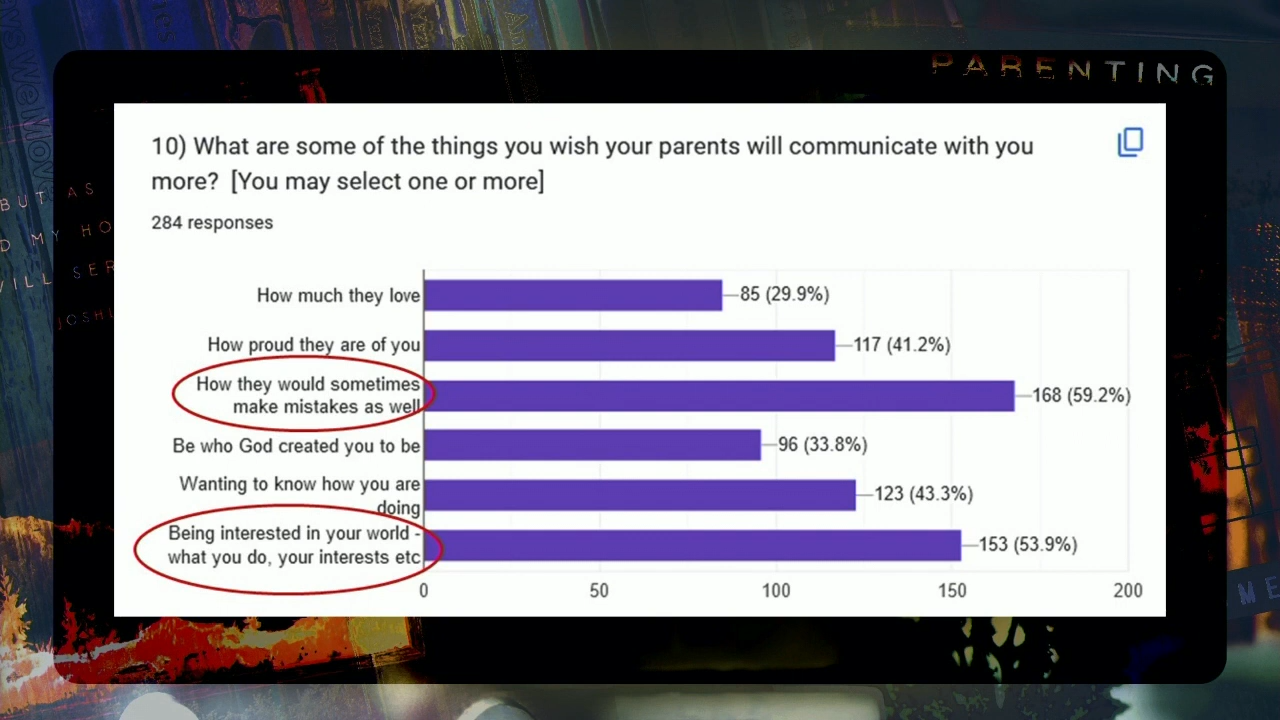 PARENTING
10) What are some of the things you wish your parents will communicate with you
more? [You may select one or more]
284 responses
How much they love
85 (29.9%)
How proud they are of you
117 (41.2%)
How they would sometimes
make mistakes as well
168 (59.2%)
Be who God created you to be
96 (33.8%)
Wanting to know how you are
doing
123 (43.3%)
Being interested in your world -
what you do, your interests etc
153 (53.9%)
0
50
100
150
200
BUT AS
MY